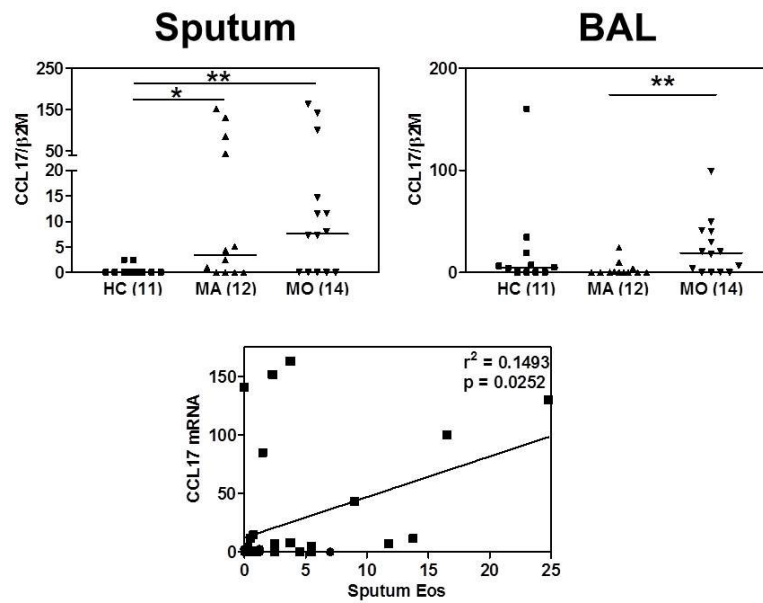 Sputum
BAL
250
150
50
20
15
10
5
0
CCL17/β2M
*
**
HC (11) MA (12) MO (14)
200
100
0
CCL17/β2M
**
HC (11) MA (12) MO (14)
150
100
50
0
CCL17 mRNA
r² = 0.1493
p = 0.0252
0 5 10 15 20 25
Sputum Eos